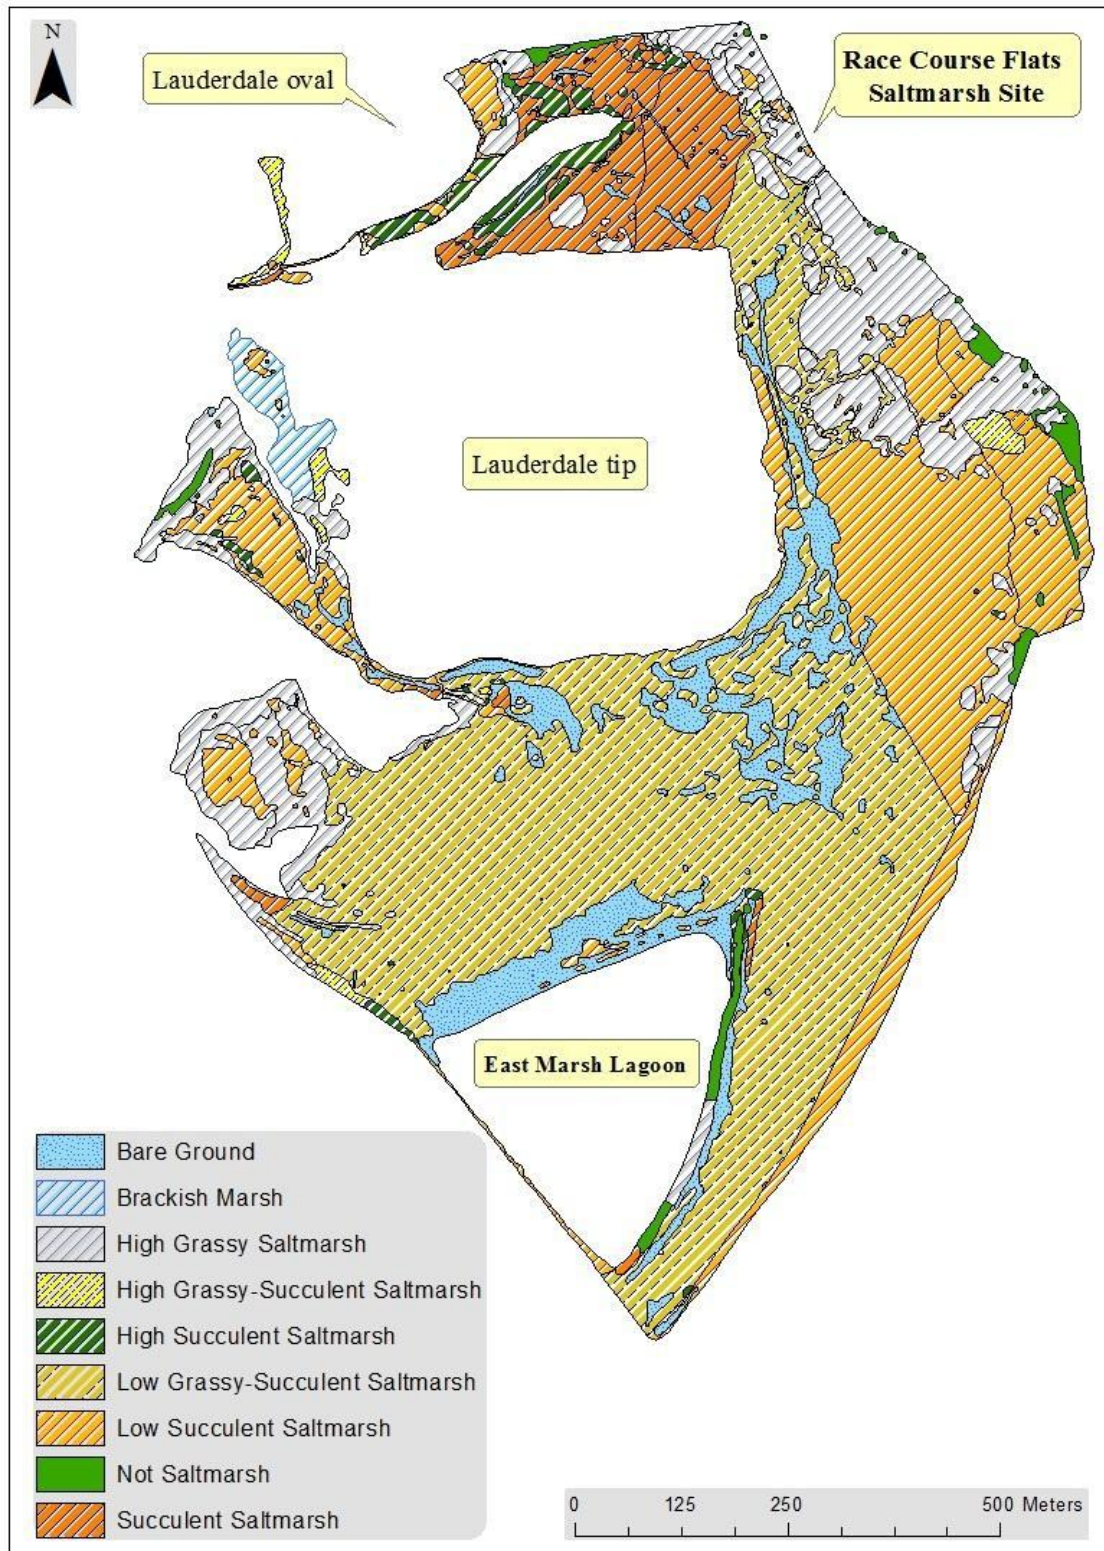 N
Lauderdale oval
Race Course Flats
Saltmarsh Site
Lauderdale tip
East Marsh Lagoon
Bare Ground
Brackish Marsh
High Grassy Saltmarsh
High Grassy-Succulent Saltmarsh
High Succulent Saltmarsh
Low Grassy-Succulent Saltmarsh
Low Succulent Saltmarsh
Not Saltmarsh
Succulent Saltmarsh
0 125 250 500 Meters